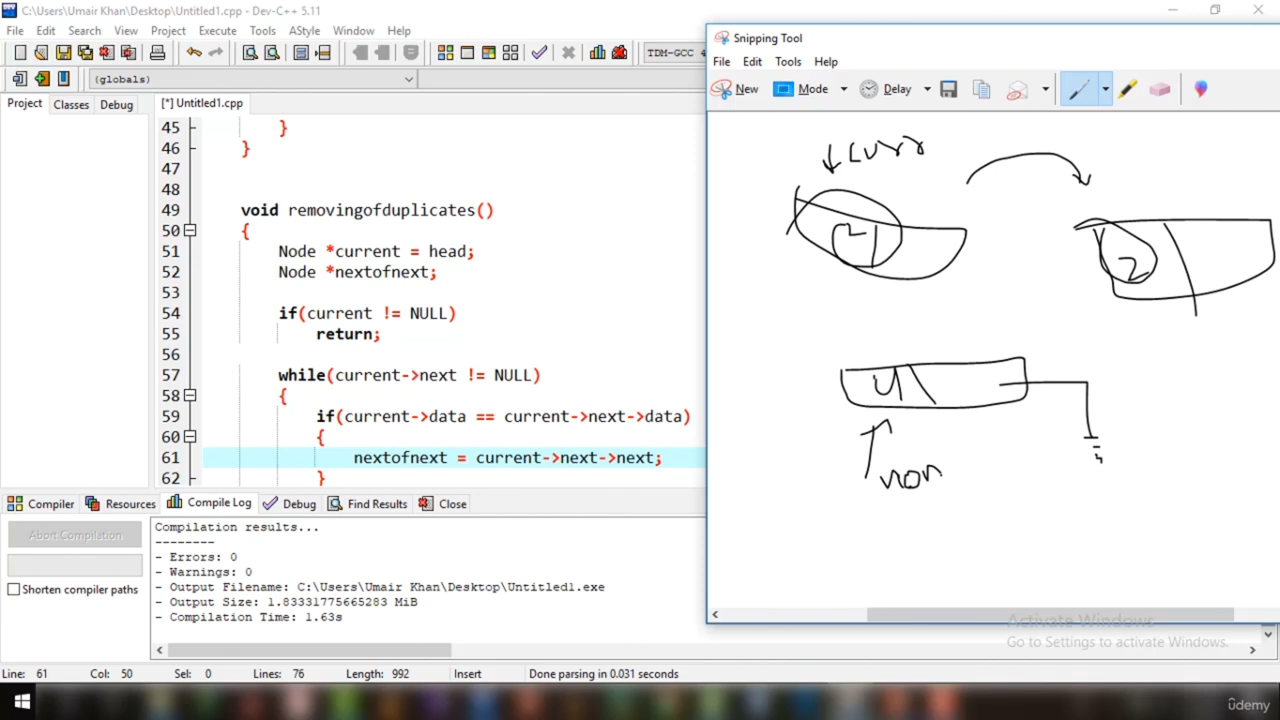 C:\Users\Umair Khan\Desktop\Untitled1.cpp - Dev-C++ 5.11
File Edit Search View Project Execute Tools AStyle Window Help
TDM-GCC 4
(globals)
Project Classes Debug
[*] Untitled1.cpp
45 }
46 }
47
48
49 void removingofduplicates()
50 {
51 Node *current = head;
52 Node *nextofnext;
53
54 if(current != NULL)
55 return;
56
57 while(current->next != NULL)
58 {
59 if(current->data == current->next->data)
60 {
61 nextofnext = current->next->next;
62 }
Compiler Resources Compile Log Debug Find Results Close
Abort Compilation
Shorten compiler paths
Compilation results...
--------
- Errors: 0
- Warnings: 0
- Output Filename: C:\Users\Umair Khan\Desktop\Untitled1.exe
- Output Size: 1.83331775665283 MiB
- Compilation Time: 1.63s
Line: 61 Col: 50 Sel: 0 Lines: 76 Length: 992 Insert Done parsing in 0.031 seconds
Snipping Tool
File Edit Tools Help
New Mode Delay
curr
2
2
4
non
Activate Windows
Go to Settings to activate Windows.
ûdemy